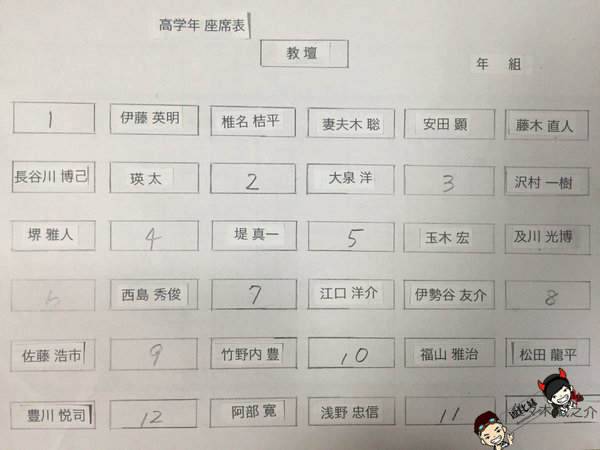 高学年 座席表
教 壇
年 組
1 伊藤 英明 椎名 桔平 妻夫木 聡 安田 顕 藤木 直人
長谷川 博己 瑛 太 2 大泉 洋 3 沢村 一樹
堺 雅人 4 堤 真一 5 玉木 宏 及川 光博
6 西島 秀俊 7 江口 洋介 伊勢谷 友介 8
佐藤 浩市 9 竹野内 豊 10 福山 雅治 松田 龍平
豊川 悦司 12 阿部 寛 浅野 忠信 11 木 之介